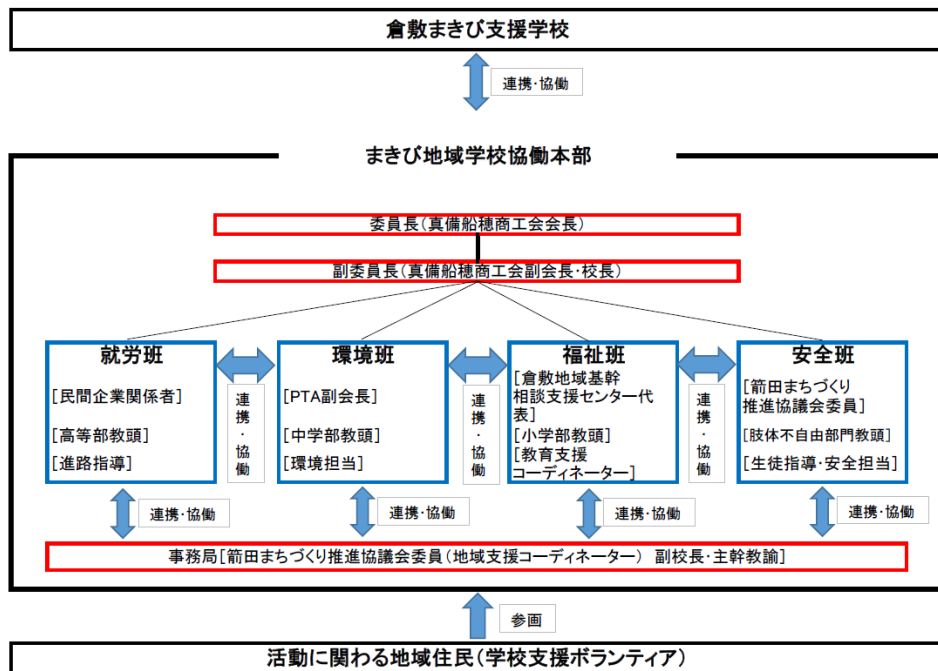 倉敷まきび支援学校
連携・協働
まきび地域学校協働本部
委員長(真備船穂商工会会長)
副委員長(真備船穂商工会副会長・校長)
就労班
[民間企業関係者]
[高等部教頭]
[進路指導]
連携・協働
環境班
[PTA副会長]
[中学部教頭]
[環境担当]
連携・協働
福祉班
[倉敷地域基幹
相談支援センター代
表]
[小学部教頭]
[教育支援
コーディネーター]
連携・協働
安全班
[箭田まちづくり
推進協議会委員]
[肢体不自由部門教頭]
[生徒指導・安全担当]
連携・協働
連携・協働
連携・協働
連携・協働
事務局[箭田まちづくり推進協議会委員(地域支援コーディネーター) 副校長・主幹教諭]
参画
活動に関わる地域住民(学校支援ボランティア)